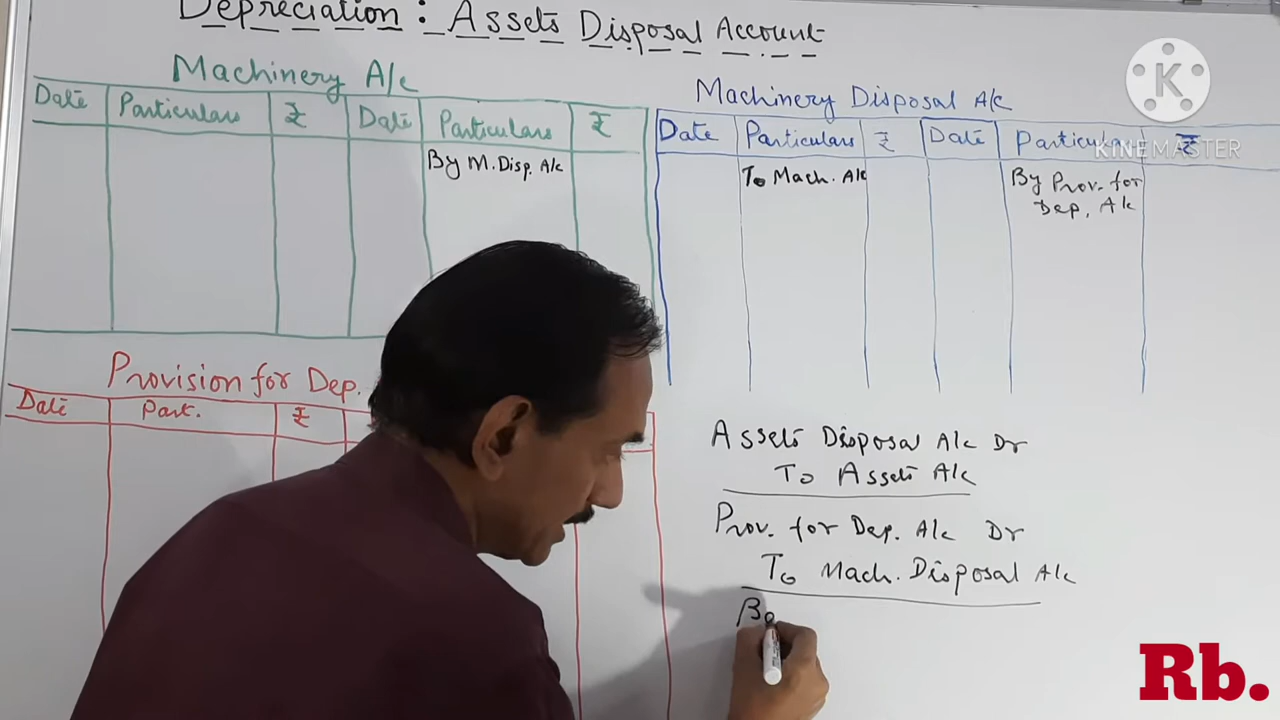 Depreciation : Assets Disposal Account
Machinery A/c
Date Particulars ₹ Date Particulars ₹
By M. Disp. A/c
Machinery Disposal A/c
Date Particulars ₹ Date Particulars ₹
To Mach. A/c By Prov. for
Dep. A/c
KINEMASTER
Provision for Dep.
Date Part. ₹
Assets Disposal A/c Dr
To Assets A/c
Prov. for Dep. A/c Dr
To Mach. Disposal A/c
Ba
Rb.